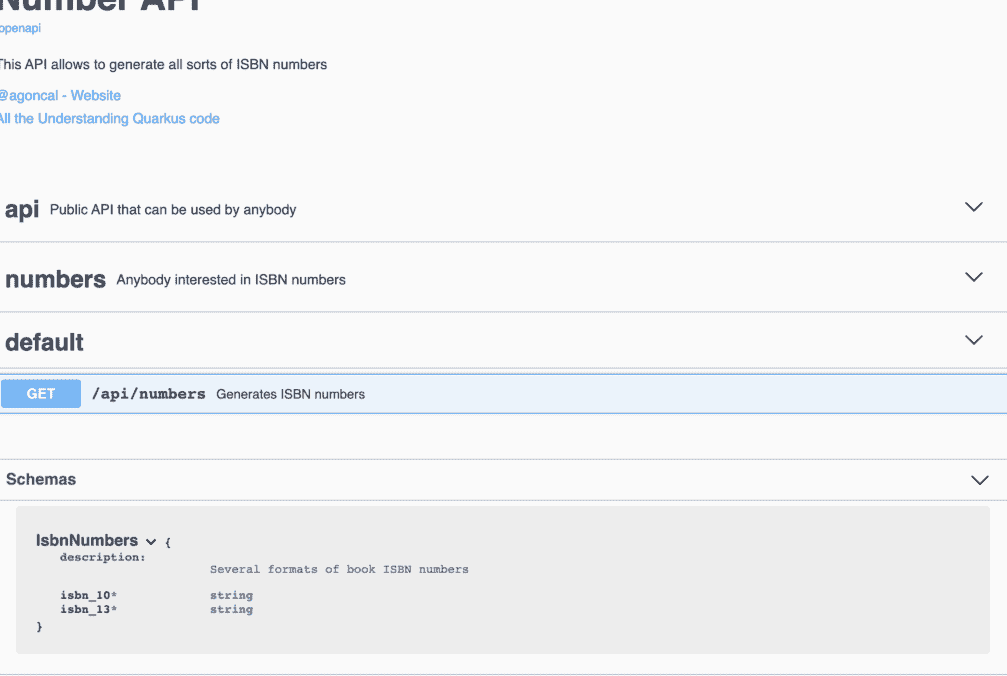 Number API
openapi
This API allows to generate all sorts of ISBN numbers
@agoncal - Website
All the Understanding Quarkus code
api Public API that can be used by anybody
numbers Anybody interested in ISBN numbers
default
GET /api/numbers Generates ISBN numbers
Schemas
IsbnNumbers {
description:
Several formats of book ISBN numbers
isbn_10* string
isbn_13* string
}